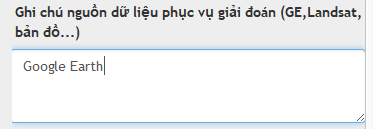 Ghi chú nguồn dữ liệu phục vụ giải đoán (GE,Landsat,
bản đồ...)
Google Earth